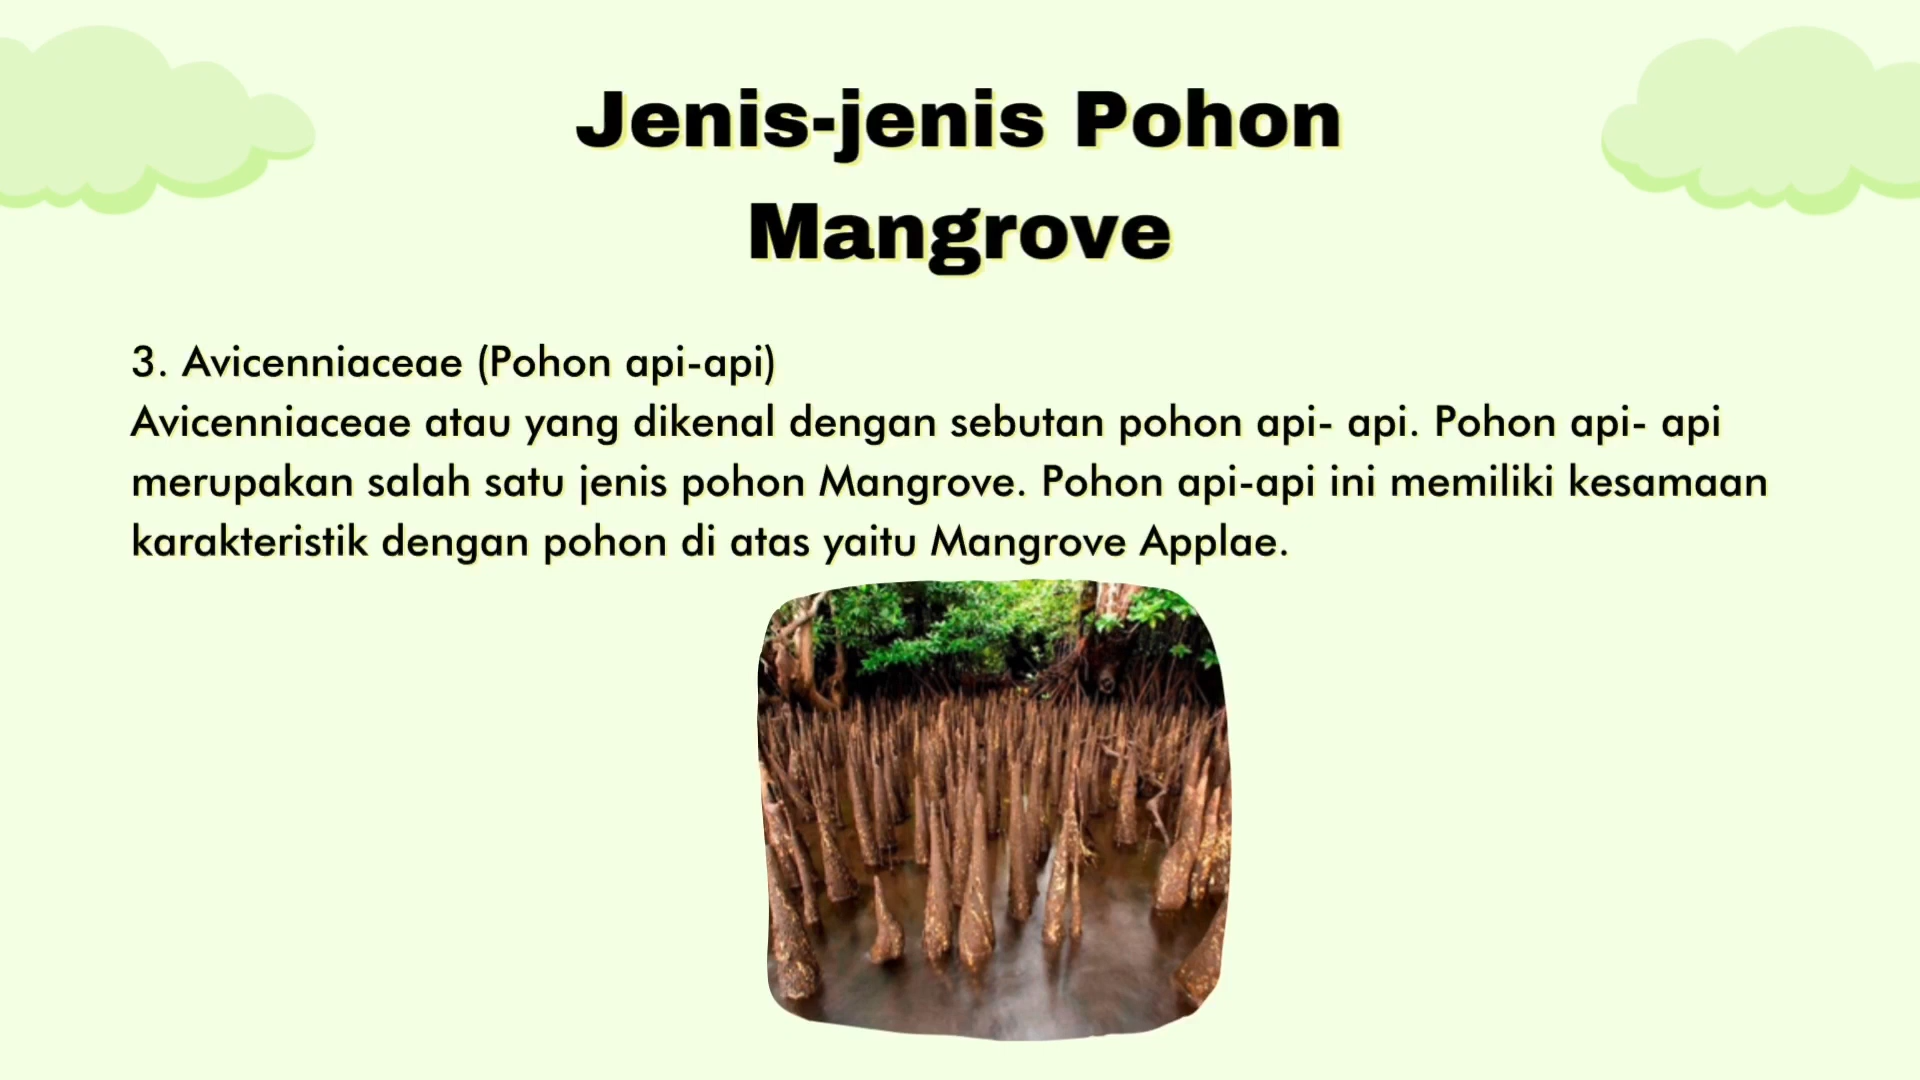 Jenis-jenis Pohon
Mangrove
3. Avicenniaceae (Pohon api-api)
Avicenniaceae atau yang dikenal dengan sebutan pohon api- api. Pohon api- api
merupakan salah satu jenis pohon Mangrove. Pohon api-api ini memiliki kesamaan
karakteristik dengan pohon di atas yaitu Mangrove Applae.